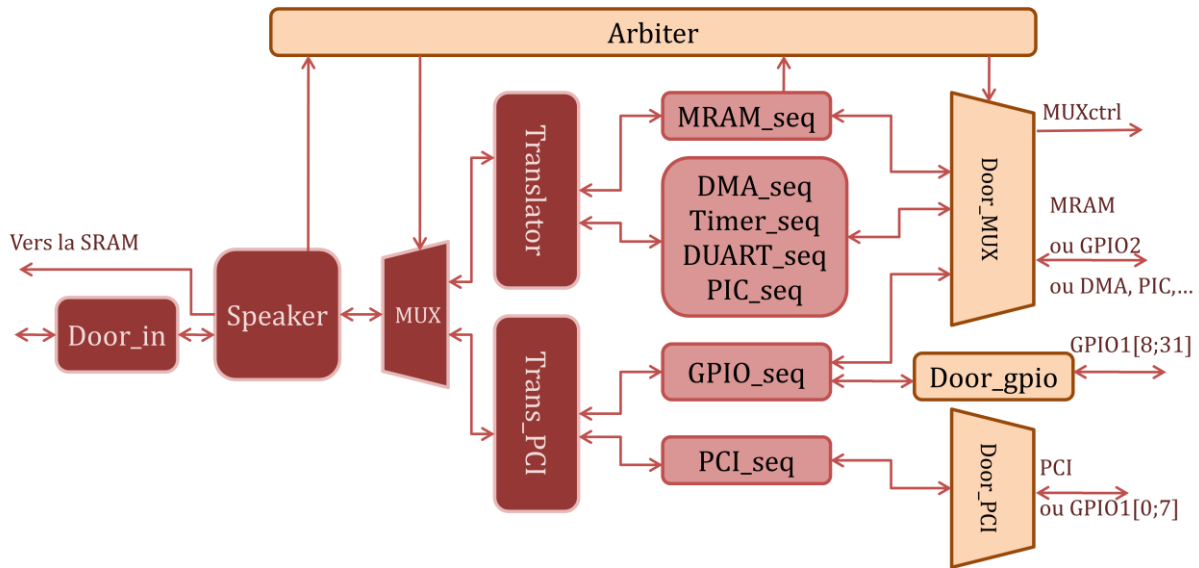 Arbiter
MRAM_seq
MUXctrl
Translator
DMA_seq
Timer_seq
DUART_seq
PIC_seq
Door_MUX
MRAM
ou GPIO2
ou DMA, PIC,...
Vers la SRAM
Door_in
Speaker
MUX
Trans_PCI
GPIO_seq
Door_gpio
GPIO1[8;31]
PCI_seq
Door_PCI
PCI
ou GPIO1[0;7]